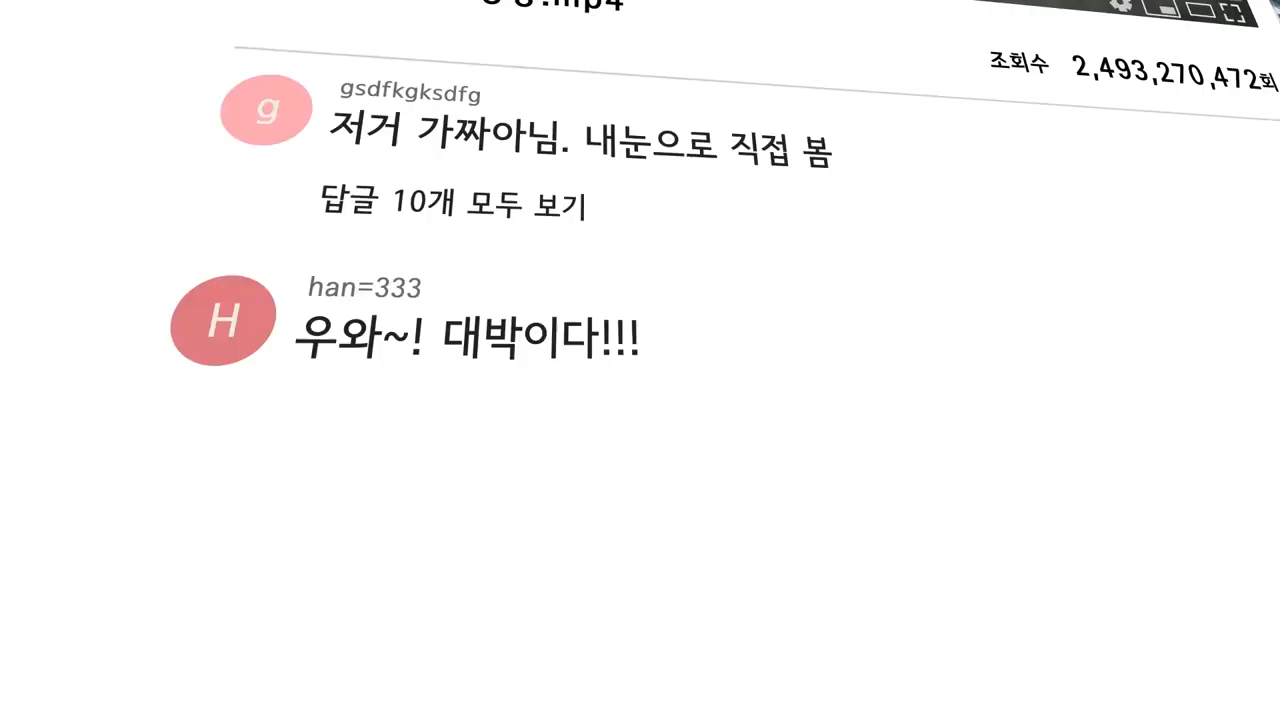 조회수 2,493,270,472회
gsdfkgksdfg
g
저거 가짜아님. 내눈으로 직접 봄
답글 10개 모두 보기
han=333
H
우와~! 대박이다!!!